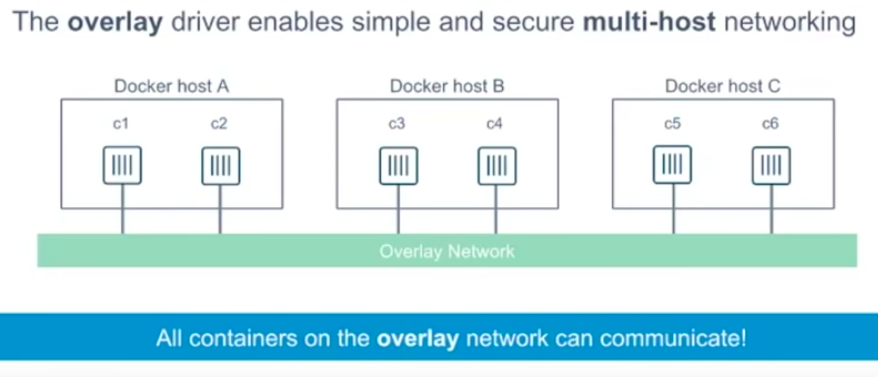 The overlay driver enables simple and secure multi-host networking
Docker host A Docker host B Docker host C
c1 c2 c3 c4 c5 c6
Overlay Network
All containers on the overlay network can communicate!